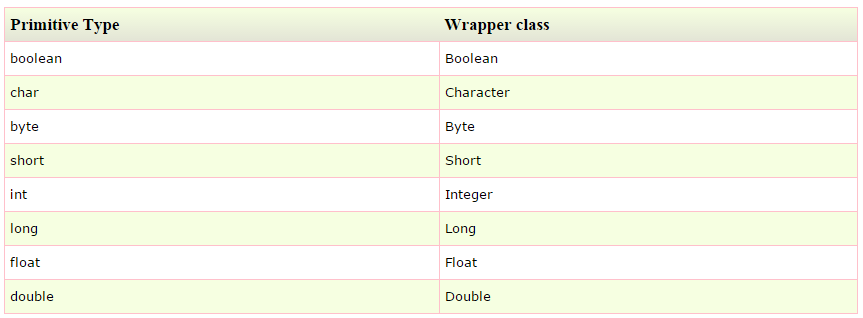 Primitive Type Wrapper class
boolean Boolean
char Character
byte Byte
short Short
int Integer
long Long
float Float
double Double